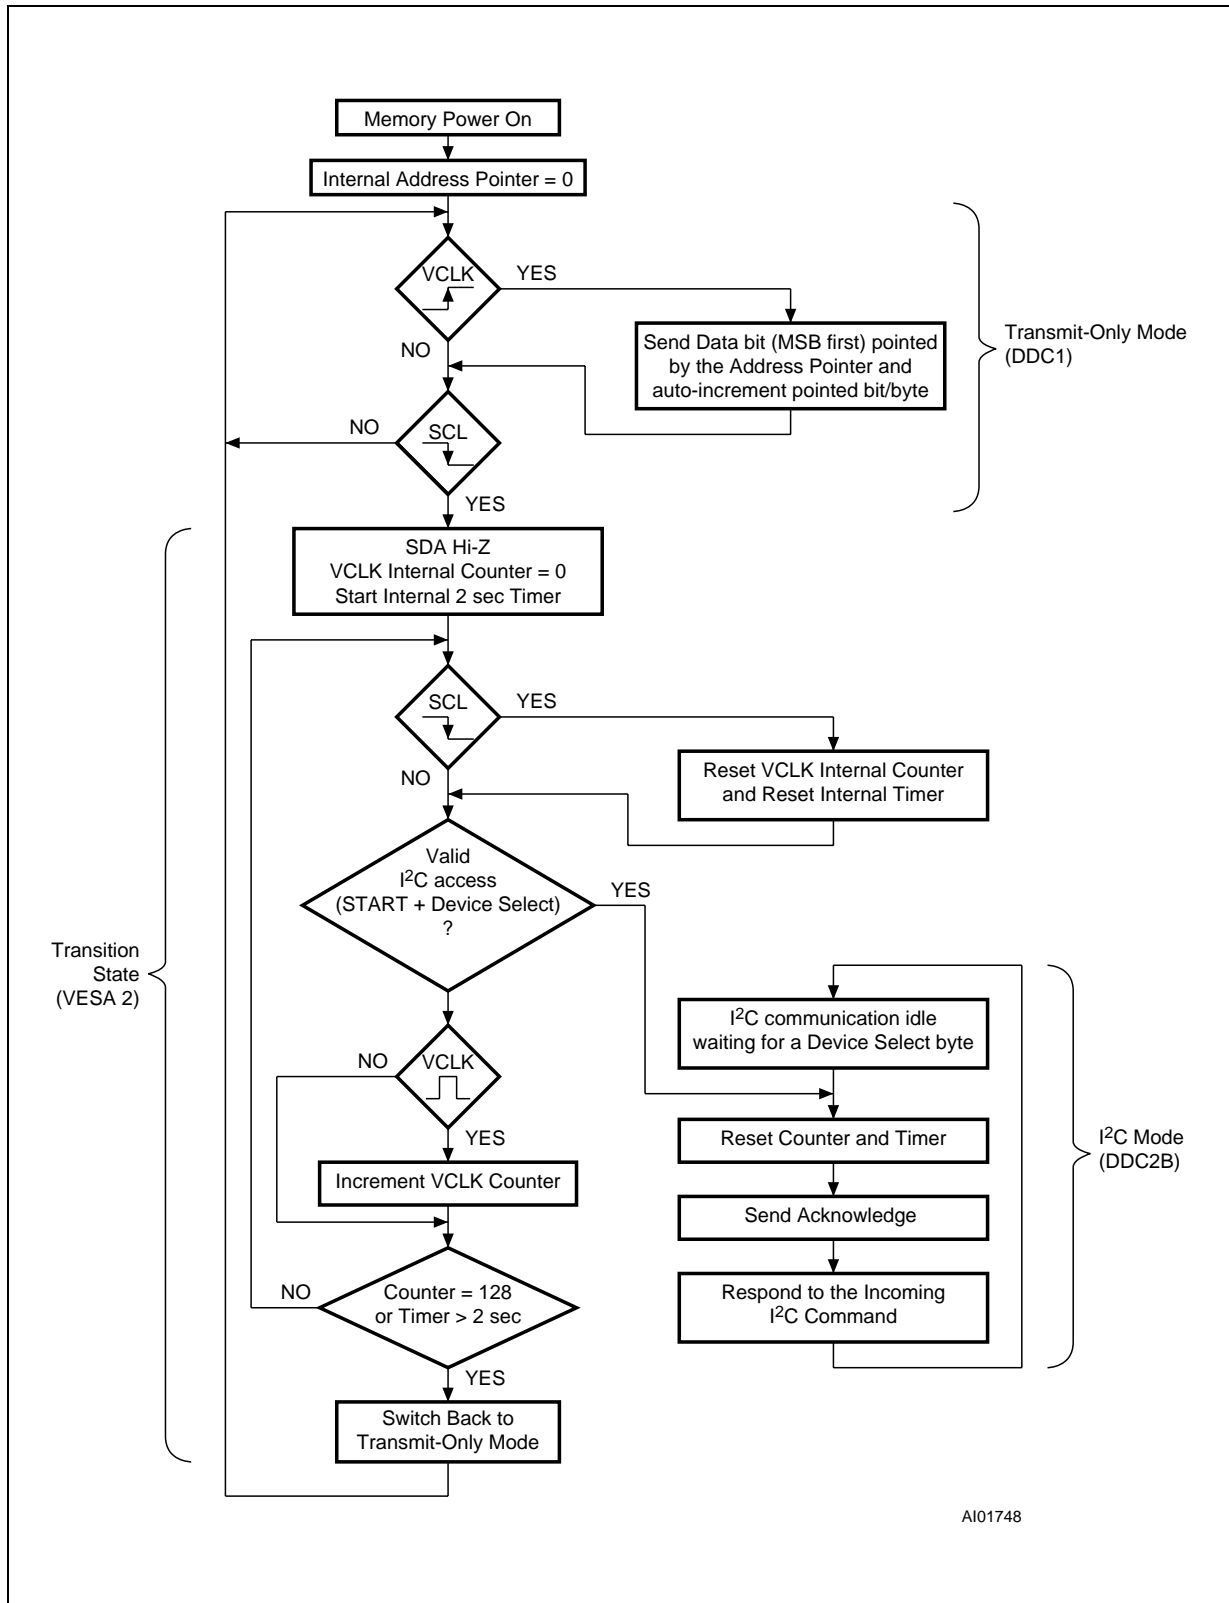 Memory Power On
Internal Address Pointer = 0
VCLK
YES
Send Data bit (MSB first) pointed
by the Address Pointer and
auto-increment pointed bit/byte
Transmit-Only Mode
(DDC1)
NO
NO
SCL
YES
SDA Hi-Z
VCLK Internal Counter = 0
Start Internal 2 sec Timer
SCL
YES
Reset VCLK Internal Counter
and Reset Internal Timer
NO
Valid
I²C access
(START + Device Select)
?
YES
Transition
State
(VESA 2)
I²C communication idle
waiting for a Device Select byte
NO
VCLK
YES
Reset Counter and Timer
I²C Mode
(DDC2B)
Increment VCLK Counter
Send Acknowledge
NO
Counter = 128
or Timer > 2 sec
Respond to the Incoming
I²C Command
YES
Switch Back to
Transmit-Only Mode
AI01748